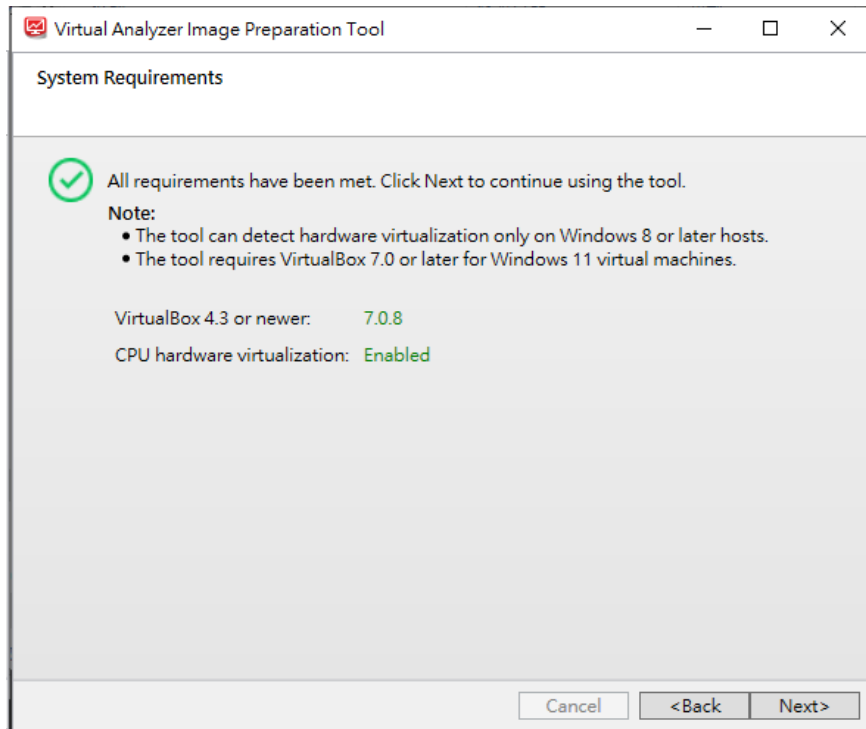 Virtual Analyzer Image Preparation Tool
System Requirements
All requirements have been met. Click Next to continue using the tool.
Note:
• The tool can detect hardware virtualization only on Windows 8 or later hosts.
• The tool requires VirtualBox 7.0 or later for Windows 11 virtual machines.
VirtualBox 4.3 or newer: 7.0.8
CPU hardware virtualization: Enabled
Cancel <Back Next>